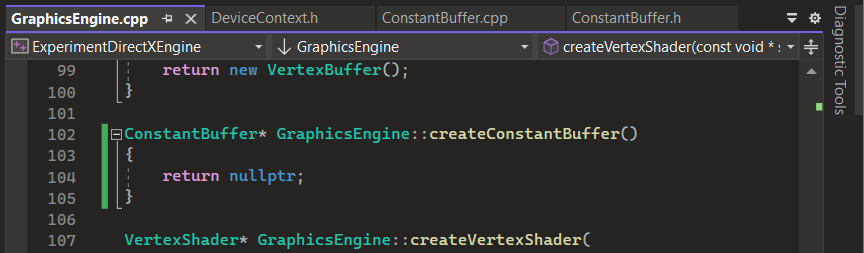 GraphicsEngine.cpp DeviceContext.h ConstantBuffer.cpp ConstantBuffer.h
ExperimentDirectXEngine GraphicsEngine createVertexShader(const void * s
99 return new VertexBuffer();
100 }
101
102 ConstantBuffer* GraphicsEngine::createConstantBuffer()
103 {
104 return nullptr;
105 }
106
107 VertexShader* GraphicsEngine::createVertexShader(
Diagnostic Tools